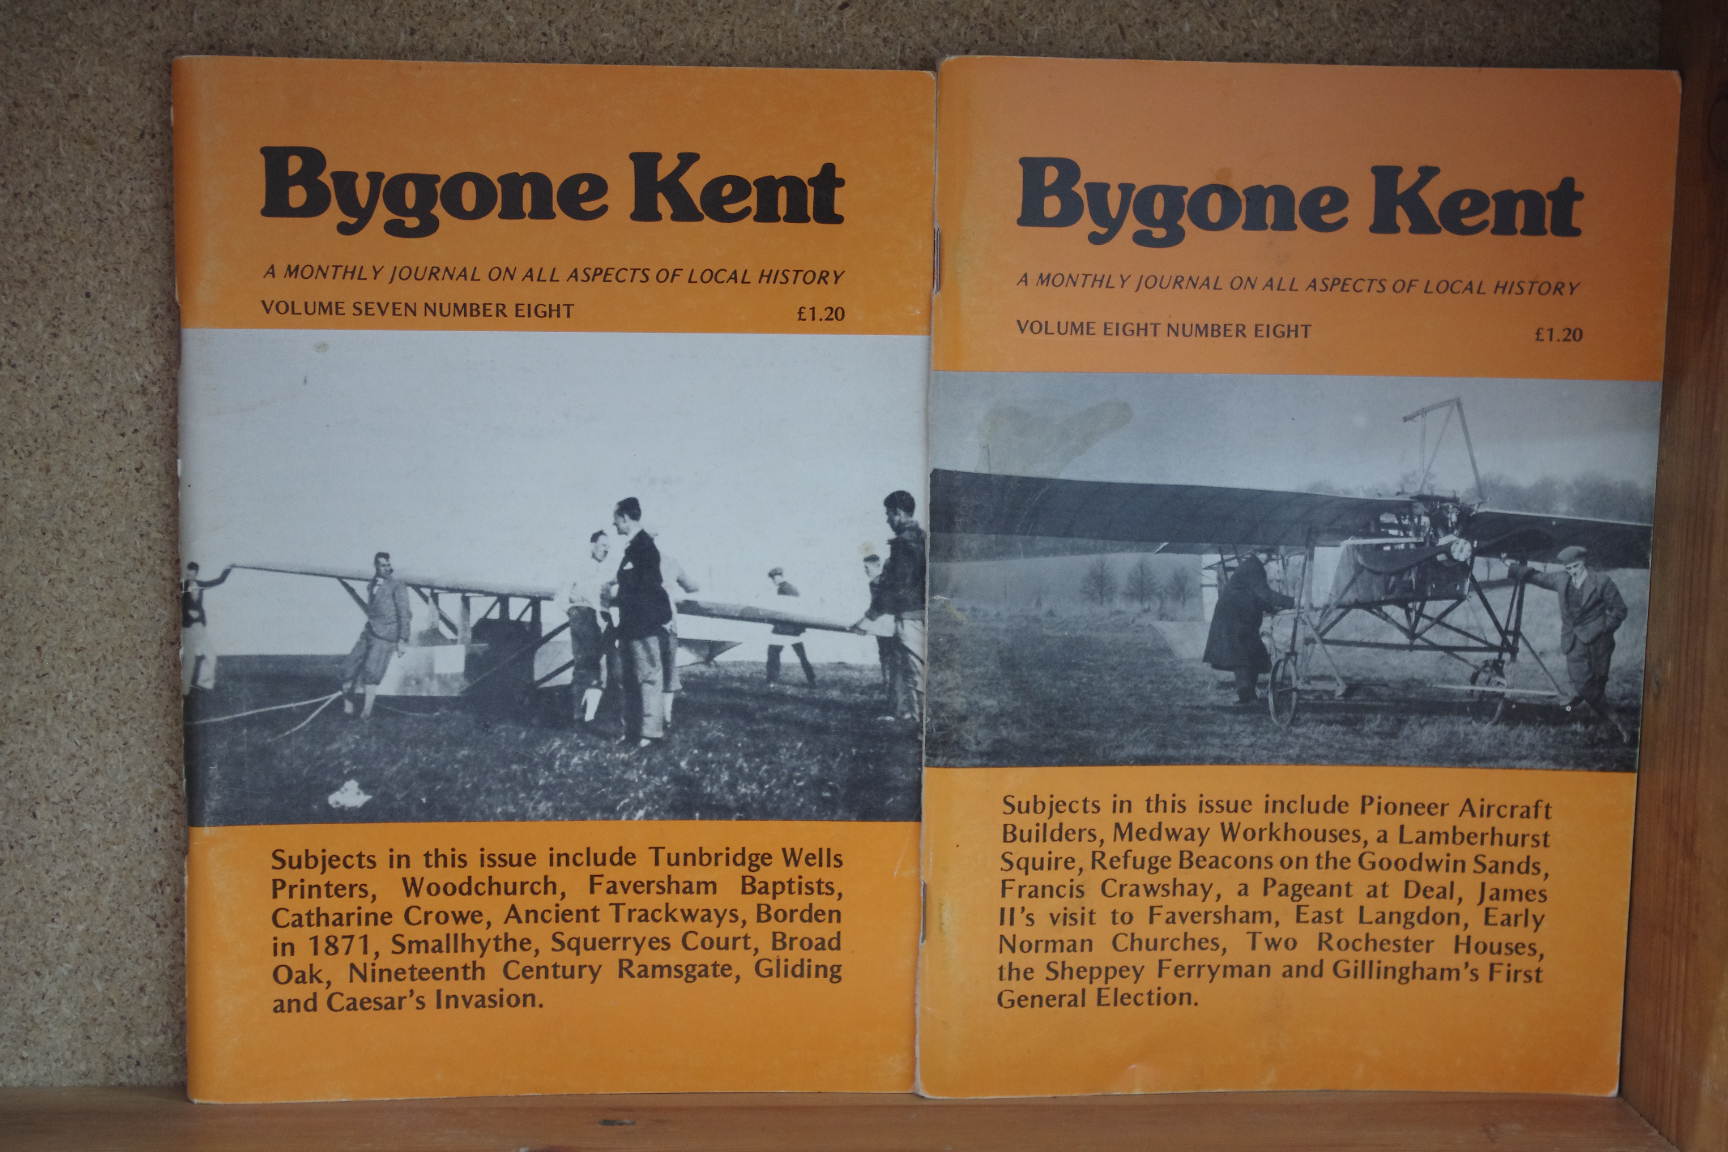 Bygone Kent
A MONTHLY JOURNAL ON ALL ASPECTS OF LOCAL HISTORY
VOLUME SEVEN NUMBER EIGHT £1.20
Subjects in this issue include Tunbridge Wells
Printers, Woodchurch, Faversham Baptists,
Catharine Crowe, Ancient Trackways, Borden
in 1871, Smallhythe, Squerryes Court, Broad
Oak, Nineteenth Century Ramsgate, Gliding
and Caesar's Invasion.
Bygone Kent
A MONTHLY JOURNAL ON ALL ASPECTS OF LOCAL HISTORY
VOLUME EIGHT NUMBER EIGHT £1.20
Subjects in this issue include Pioneer Aircraft
Builders, Medway Workhouses, a Lamberhurst
Squire, Refuge Beacons on the Goodwin Sands,
Francis Crawshay, a Pageant at Deal, James
II's visit to Faversham, East Langdon, Early
Norman Churches, Two Rochester Houses,
the Sheppey Ferryman and Gillingham's First
General Election.